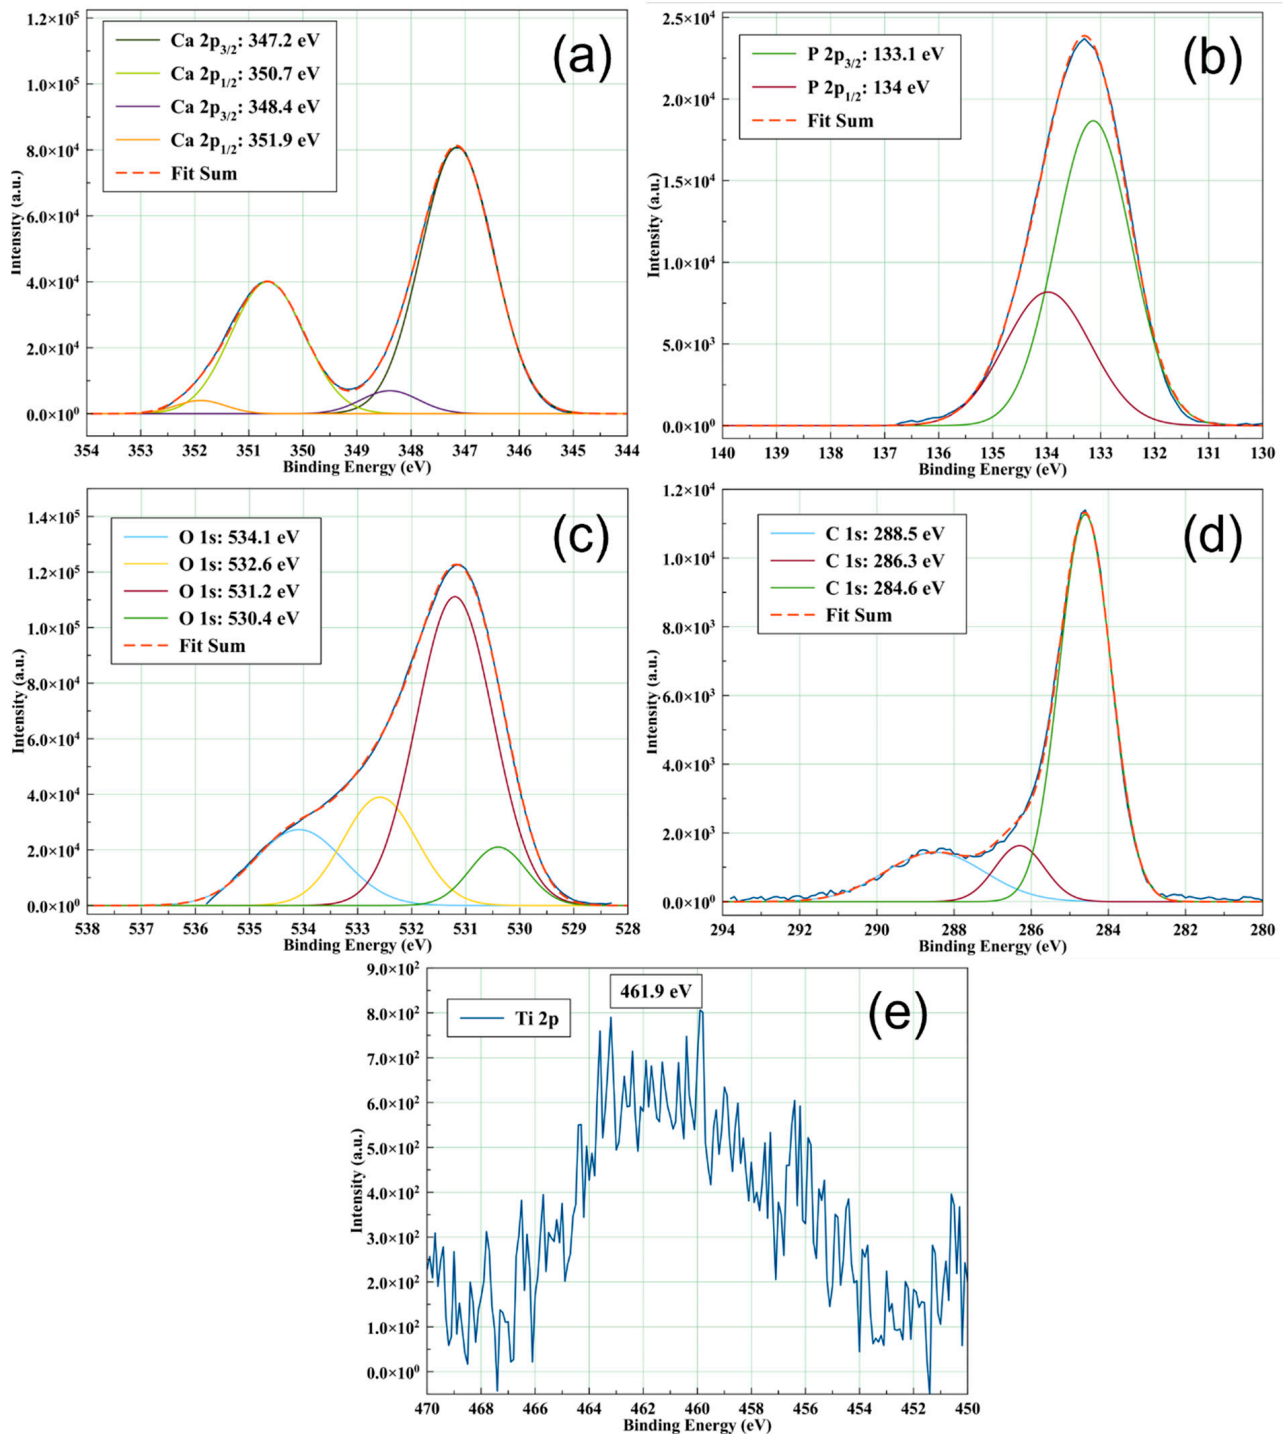 Ca 2p3/2: 347.2 eV
Ca 2p1/2: 350.7 eV
Ca 2p3/2: 348.4 eV
Ca 2p1/2: 351.9 eV
Fit Sum
(a)
1.2×10⁵
1.0×10⁵
8.0×10⁴
6.0×10⁴
4.0×10⁴
2.0×10⁴
0.0×10⁰
Intensity (a.u.)
354 353 352 351 350 349 348 347 346 345 344
Binding Energy (eV)
P 2p3/2: 133.1 eV
P 2p1/2: 134 eV
Fit Sum
(b)
2.5×10⁴
2.0×10⁴
1.5×10⁴
1.0×10⁴
5.0×10³
0.0×10⁰
Intensity (a.u.)
140 139 138 137 136 135 134 133 132 131 130
Binding Energy (eV)
O 1s: 534.1 eV
O 1s: 532.6 eV
O 1s: 531.2 eV
O 1s: 530.4 eV
Fit Sum
(c)
1.4×10⁵
1.2×10⁵
1.0×10⁵
8.0×10⁴
6.0×10⁴
4.0×10⁴
2.0×10⁴
0.0×10⁰
Intensity (a.u.)
538 537 536 535 534 533 532 531 530 529 528
Binding Energy (eV)
C 1s: 288.5 eV
C 1s: 286.3 eV
C 1s: 284.6 eV
Fit Sum
(d)
1.2×10⁴
1.0×10⁴
8.0×10³
6.0×10³
4.0×10³
2.0×10³
0.0×10⁰
Intensity (a.u.)
294 292 290 288 286 284 282 280
Binding Energy (eV)
461.9 eV
Ti 2p
(e)
9.0×10²
8.0×10²
7.0×10²
6.0×10²
5.0×10²
4.0×10²
3.0×10²
2.0×10²
1.0×10²
0.0×10⁰
Intensity (a.u.)
470 468 466 464 462 460 458 456 454 452 450
Binding Energy (eV)